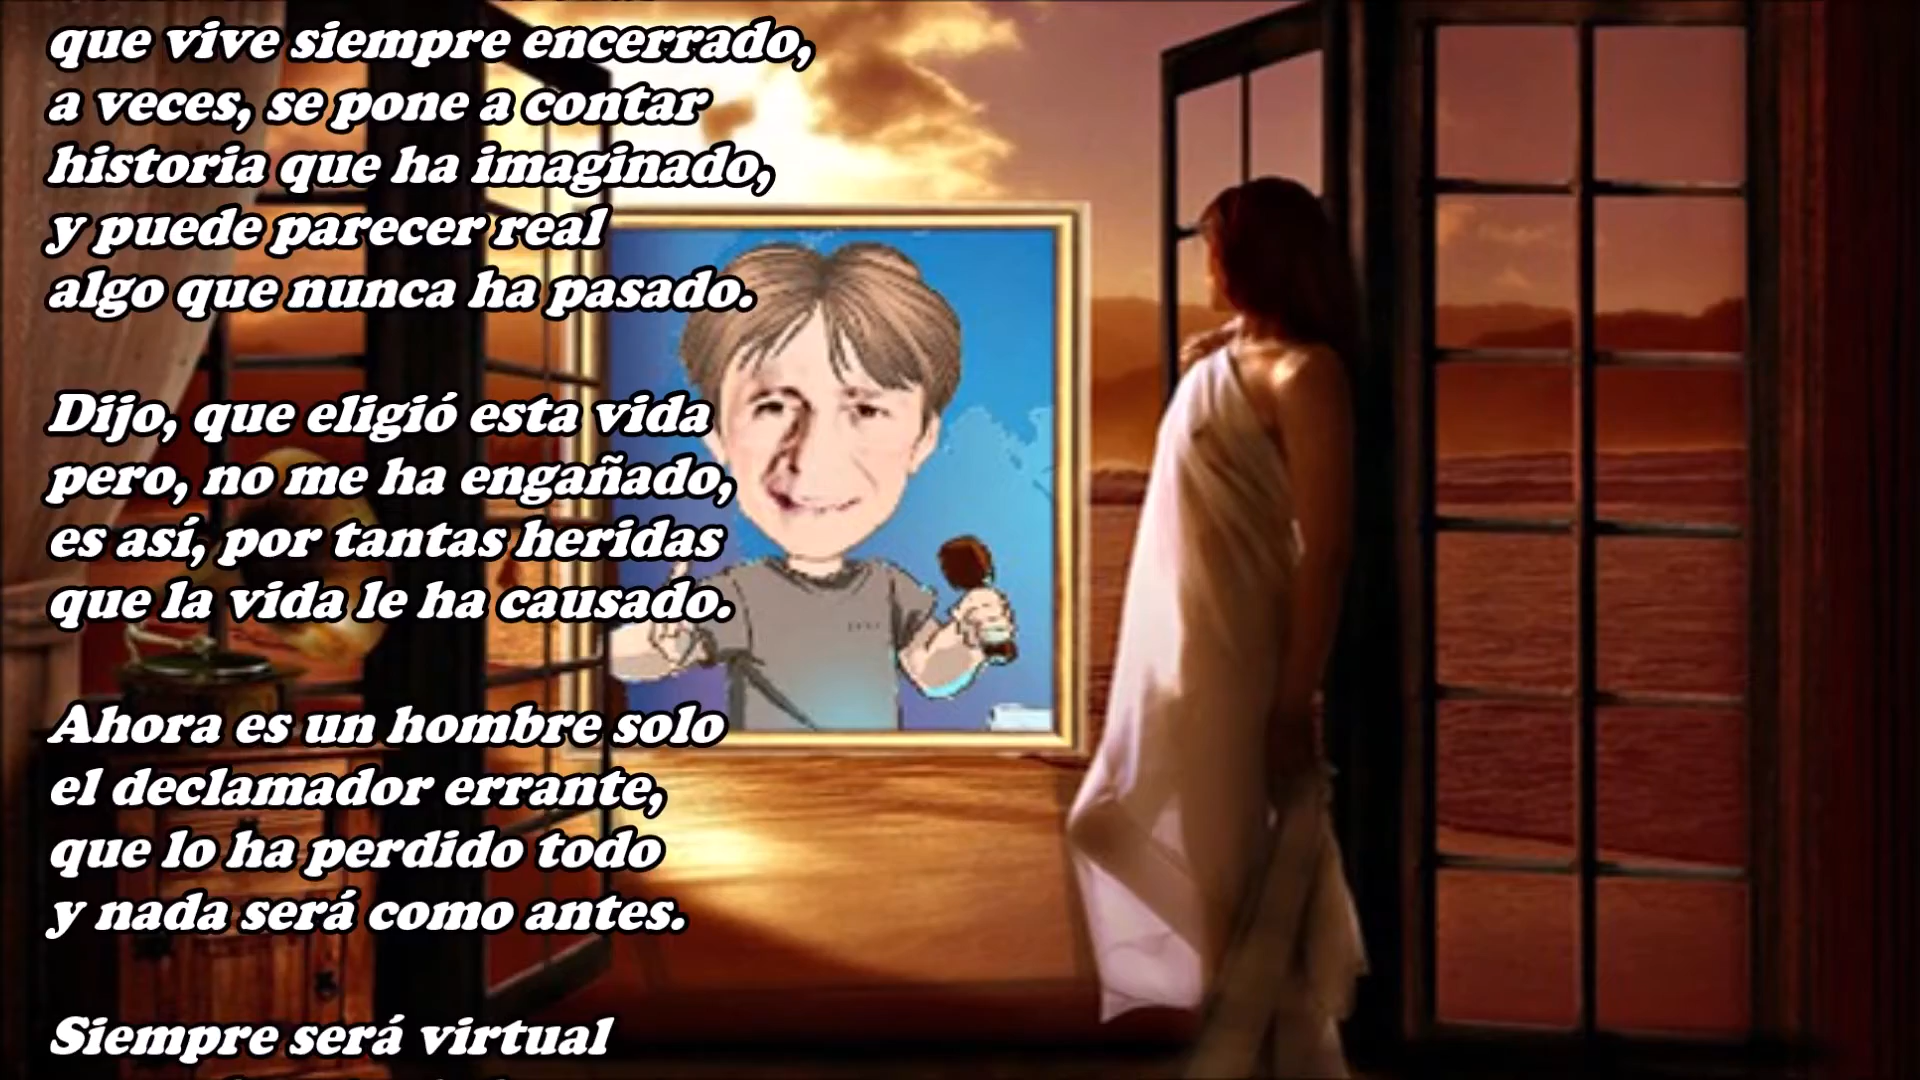 que vive siempre encerrado,
a veces, se pone a contar
historia que ha imaginado,
y puede parecer real
algo que nunca ha pasado.
Dijo, que eligió esta vida
pero, no me ha engañado,
es así, por tantas heridas
que la vida le ha causado.
Ahora es un hombre solo
el declamador errante,
que lo ha perdido todo
y nada será como antes.
Siempre será virtual